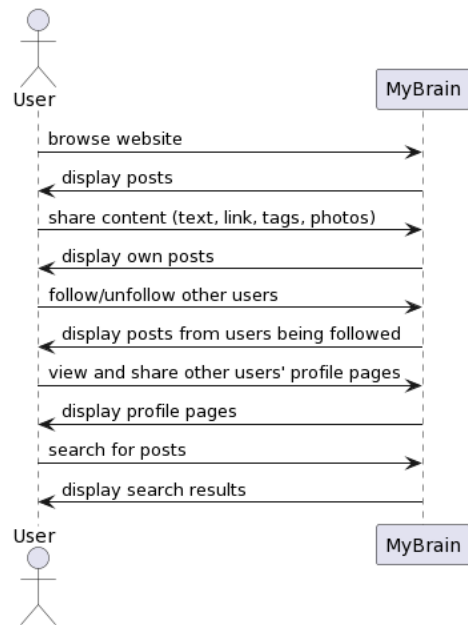 User
MyBrain
browse website
display posts
share content (text, link, tags, photos)
display own posts
follow/unfollow other users
display posts from users being followed
view and share other users' profile pages
display profile pages
search for posts
display search results
User
MyBrain